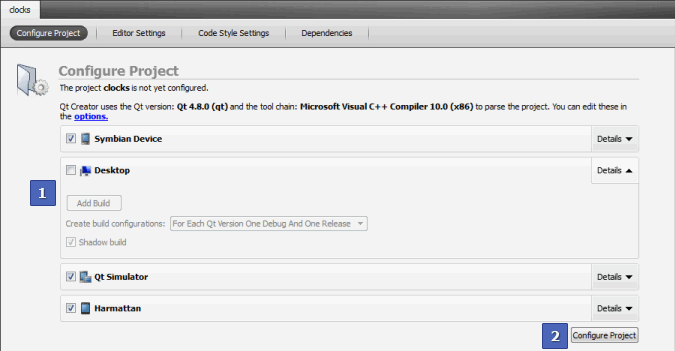 clocks
Configure Project Editor Settings Code Style Settings Dependencies
Configure Project
The project clocks is not yet configured.
Qt Creator uses the Qt version: Qt 4.8.0 (qt) and the tool chain: Microsoft Visual C++ Compiler 10.0 (x86) to parse the project. You can edit these in
the options.
Symbian Device Details
Desktop Details
1
Add Build
Create build configurations: For Each Qt Version One Debug And One Release
Shadow build
Qt Simulator Details
Harmattan Details
2 Configure Project